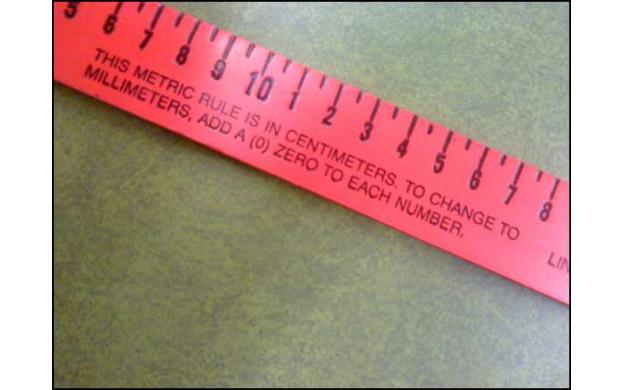 5 6 7 8 9 10 1 2 3 4 5 6 7 8
THIS METRIC RULE IS IN CENTIMETERS. TO CHANGE TO
MILLIMETERS, ADD A (0) ZERO TO EACH NUMBER,
LIN